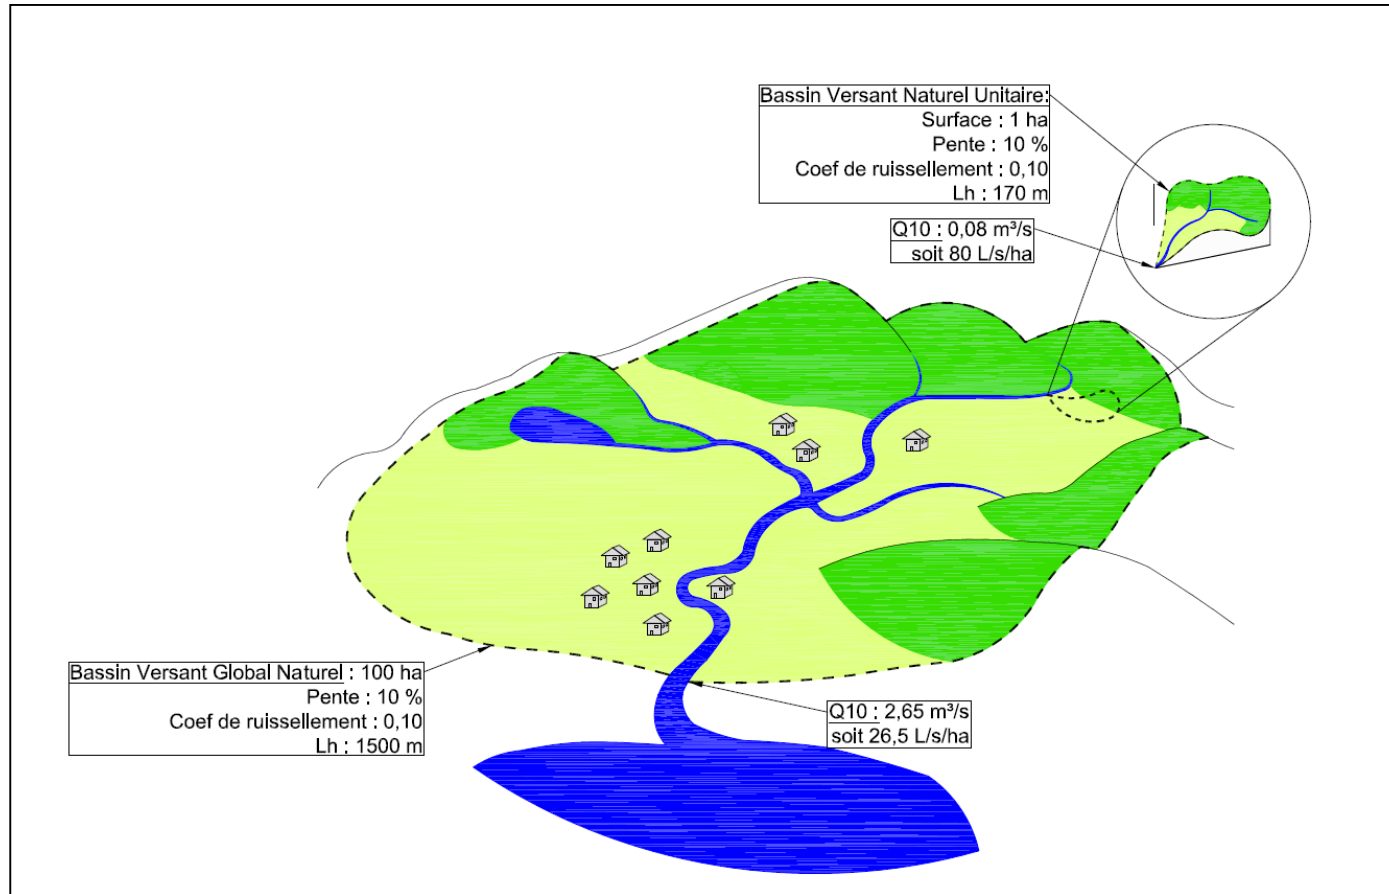 Bassin Versant Naturel Unitaire:
Surface : 1 ha
Pente : 10 %
Coef de ruissellement : 0,10
Lh : 170 m
Q10 : 0,08 m³/s
soit 80 L/s/ha
Bassin Versant Global Naturel : 100 ha
Pente : 10 %
Coef de ruissellement : 0,10
Lh : 1500 m
Q10 : 2,65 m³/s
soit 26,5 L/s/ha